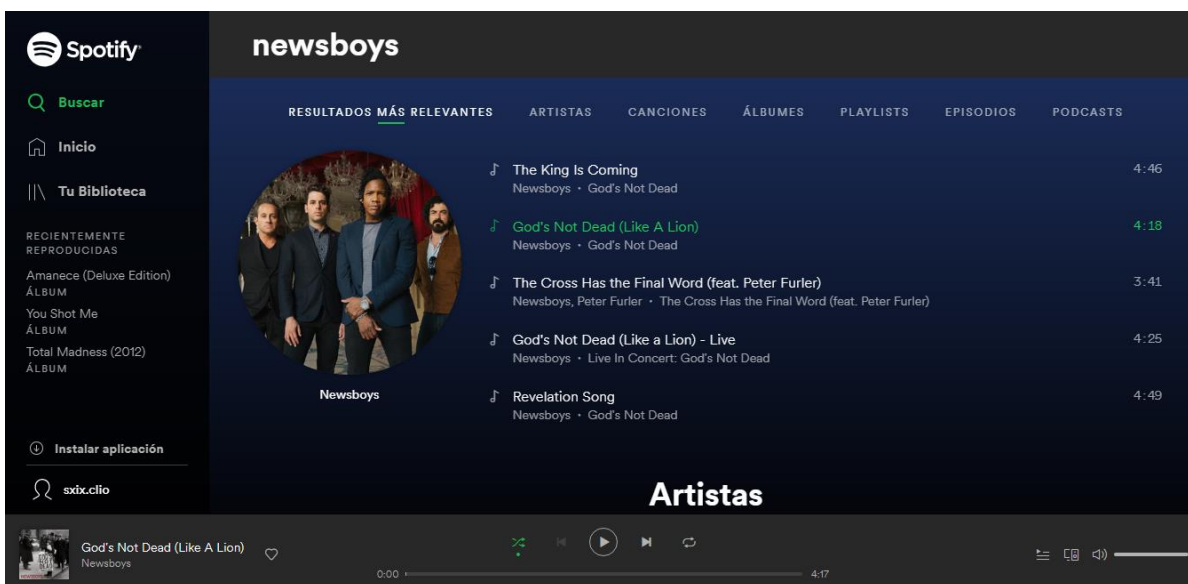 Spotify
Buscar
Inicio
Tu Biblioteca
RECIENTEMENTE
REPRODUCIDAS
Amanece (Deluxe Edition)
ÁLBUM
You Shot Me
ÁLBUM
Total Madness (2012)
ÁLBUM
Instalar aplicación
sxix.clio
newsboys
RESULTADOS MÁS RELEVANTES ARTISTAS CANCIONES ÁLBUMES PLAYLISTS EPISODIOS PODCASTS
Newsboys
The King Is Coming 4:46
Newsboys • God's Not Dead
God's Not Dead (Like A Lion) 4:18
Newsboys • God's Not Dead
The Cross Has the Final Word (feat. Peter Furler) 3:41
Newsboys, Peter Furler • The Cross Has the Final Word (feat. Peter Furler)
God's Not Dead (Like a Lion) - Live 4:25
Newsboys • Live In Concert: God's Not Dead
Revelation Song 4:49
Newsboys • God's Not Dead
Artistas
God's Not Dead (Like A Lion)
Newsboys
0:00 4:17